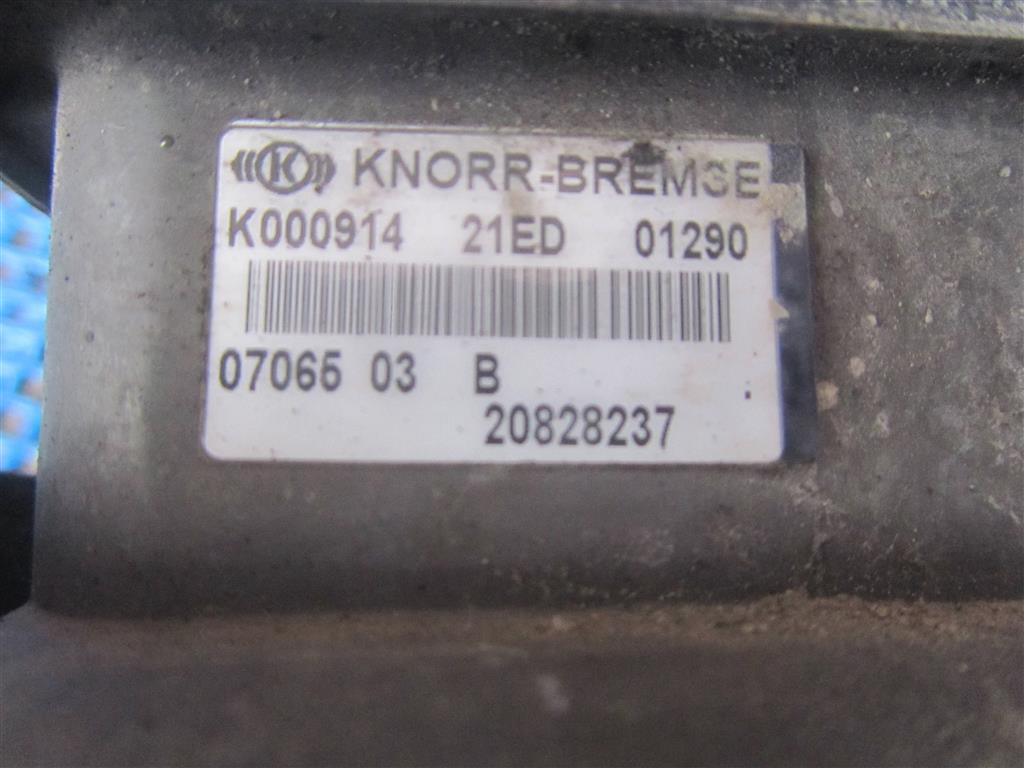 ((K)) KNORR-BREMSE
K000914 21ED 01290
07065 03 B
20828237